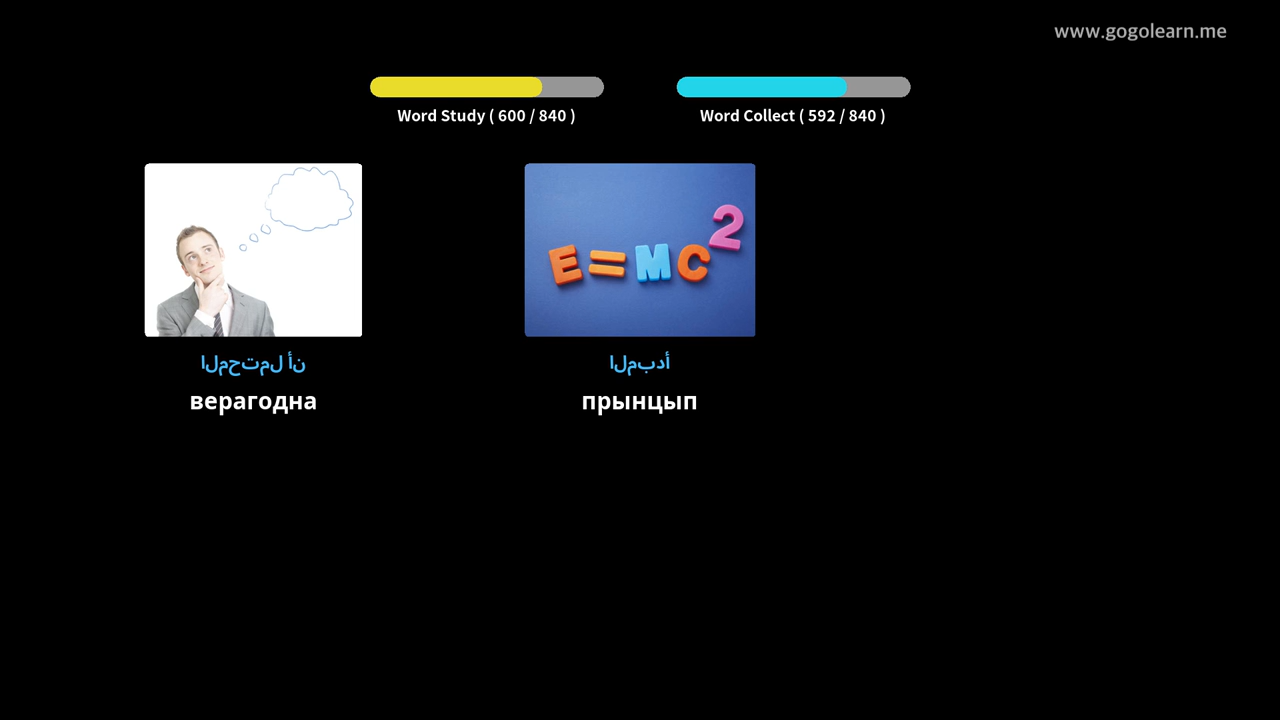 www.gogolearn.me
Word Study ( 600 / 840 )
Word Collect ( 592 / 840 )
المحتمل أن
верагодна
E=MC2
المبدأ
прынцып